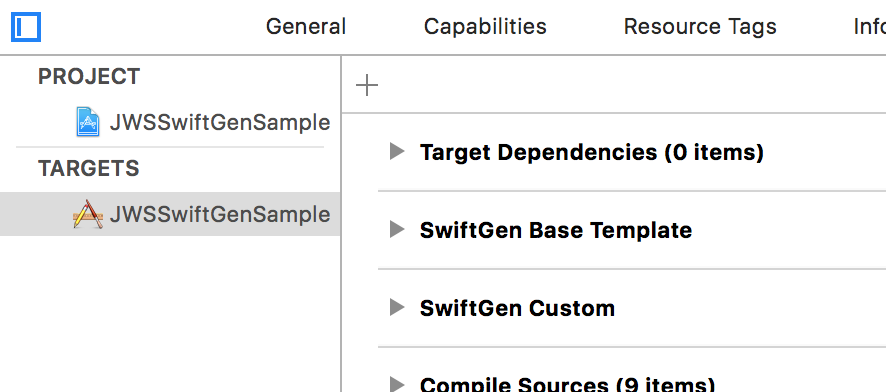 General Capabilities Resource Tags Info
PROJECT
JWSSwiftGenSample
TARGETS
JWSSwiftGenSample
Target Dependencies (0 items)
SwiftGen Base Template
SwiftGen Custom
Compile Sources (9 items)